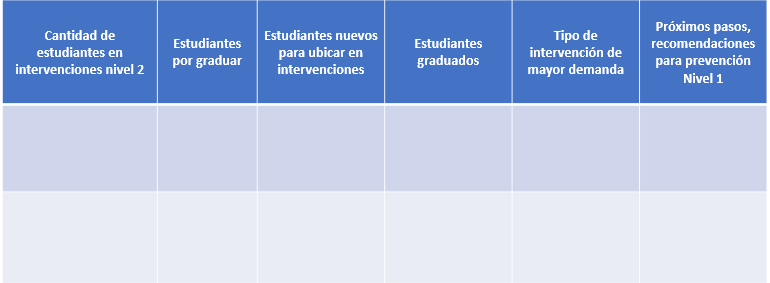 Cantidad de
estudiantes en
intervenciones nivel 2
Estudiantes
por graduar
Estudiantes nuevos
para ubicar en
intervenciones
Estudiantes
graduados
Tipo de
intervención de
mayor demanda
Próximos pasos,
recomendaciones
para prevención
Nivel 1